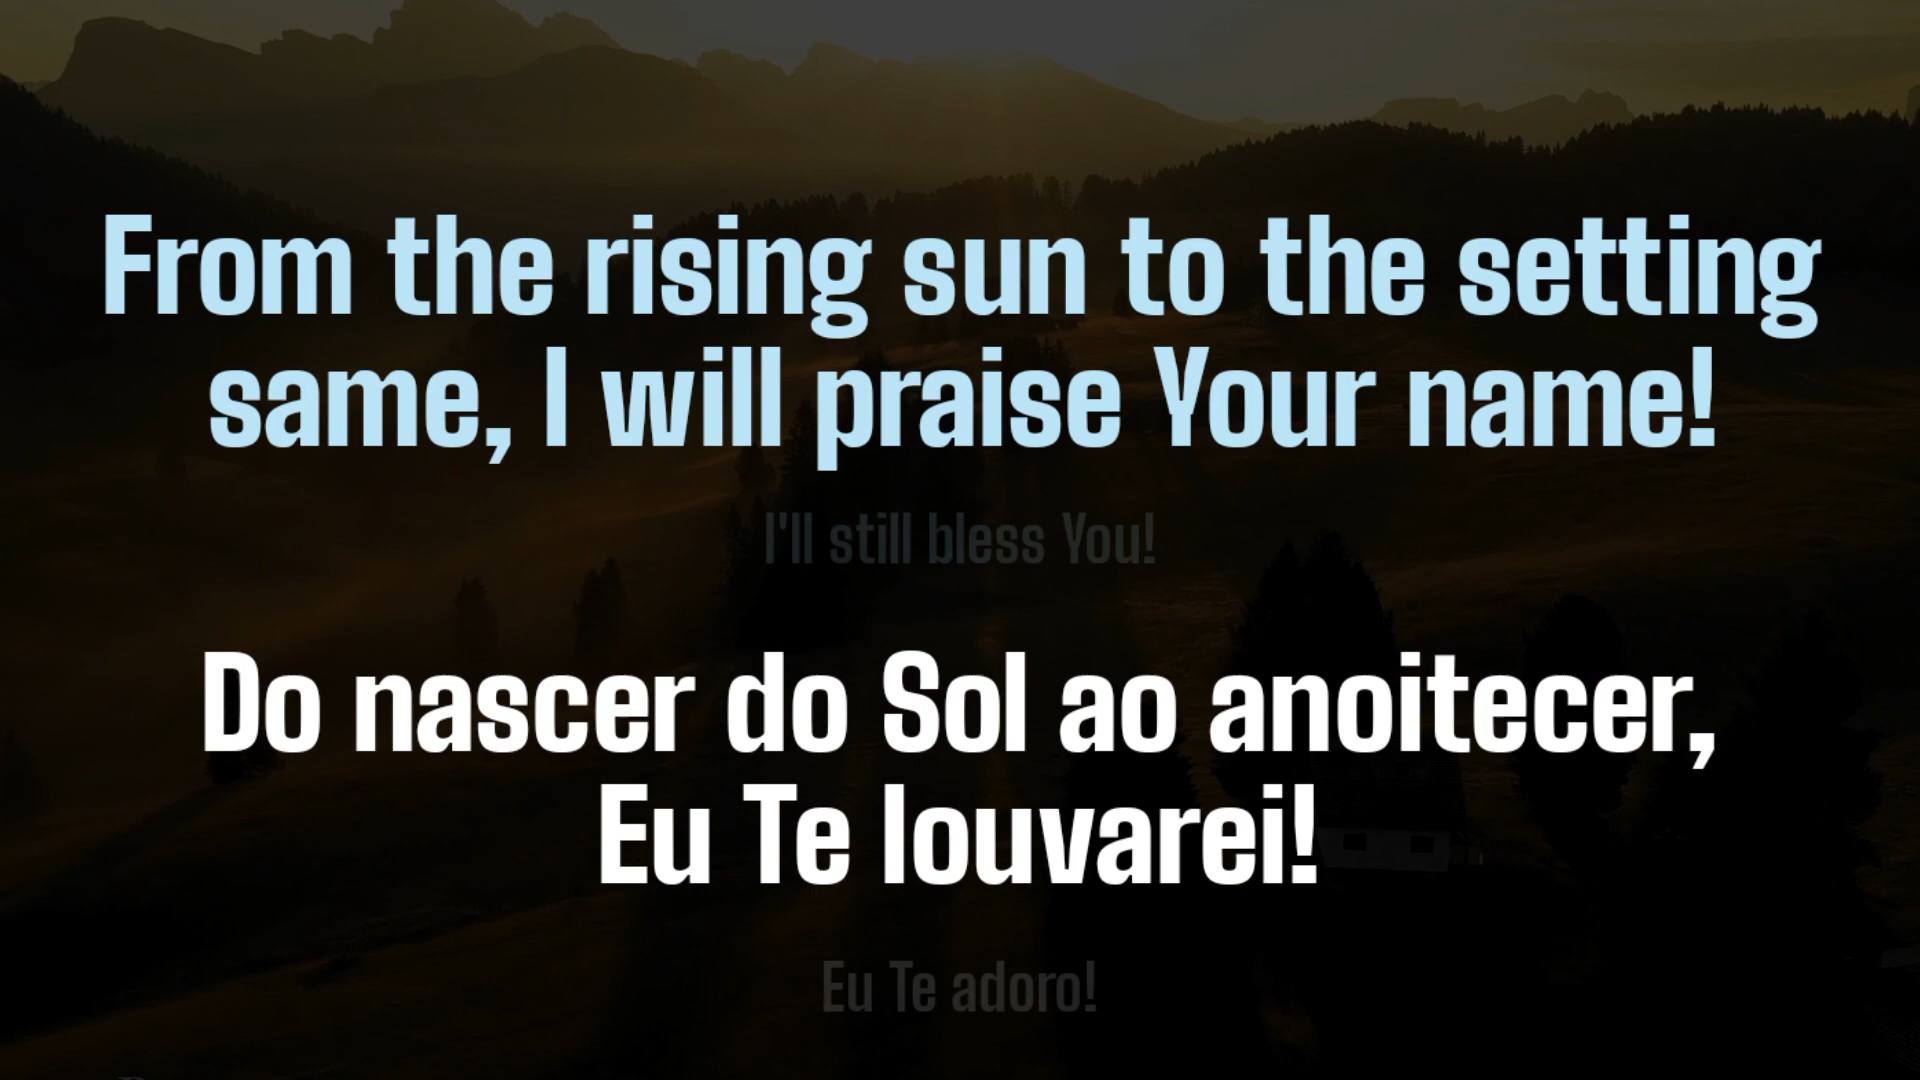 From the rising sun to the setting
same, I will praise Your name!
I'll still bless You!
Do nascer do Sol ao anoitecer,
Eu Te louvarei!
Eu Te adoro!